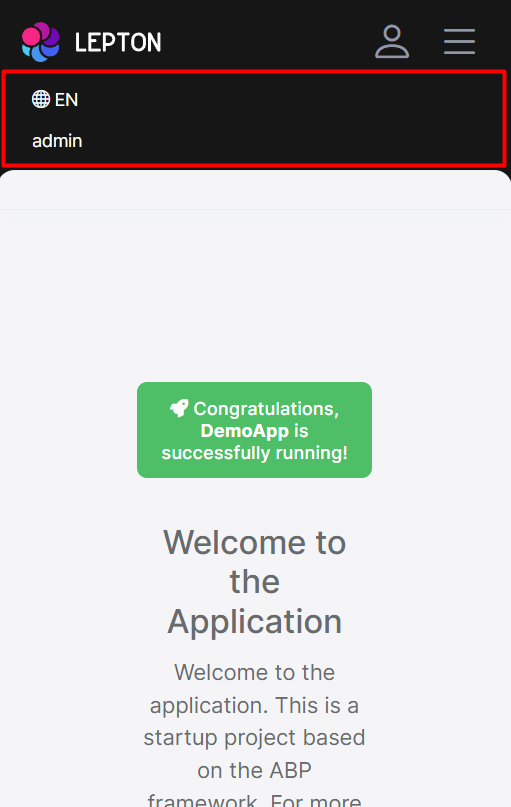 LEPTON
EN
admin
Congratulations,
DemoApp is
successfully running!
Welcome to
the
Application
Welcome to the
application. This is a
startup project based
on the ABP
framework. For more